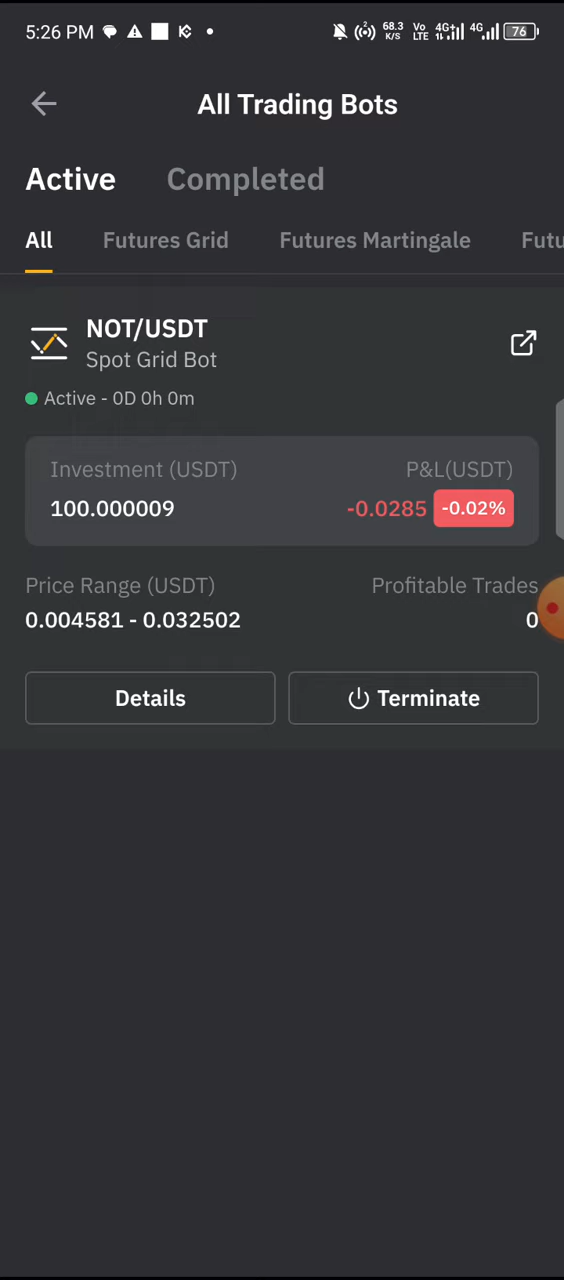 5:26 PM 2 68.3 K/S Vo LTE 4G+ 4G 76
All Trading Bots
Active Completed
All Futures Grid Futures Martingale Futu
NOT/USDT
Spot Grid Bot
Active - 0D 0h 0m
Investment (USDT) P&L(USDT)
100.000009 -0.0285 -0.02%
Price Range (USDT) Profitable Trades
0.004581 - 0.032502 0
Details Terminate